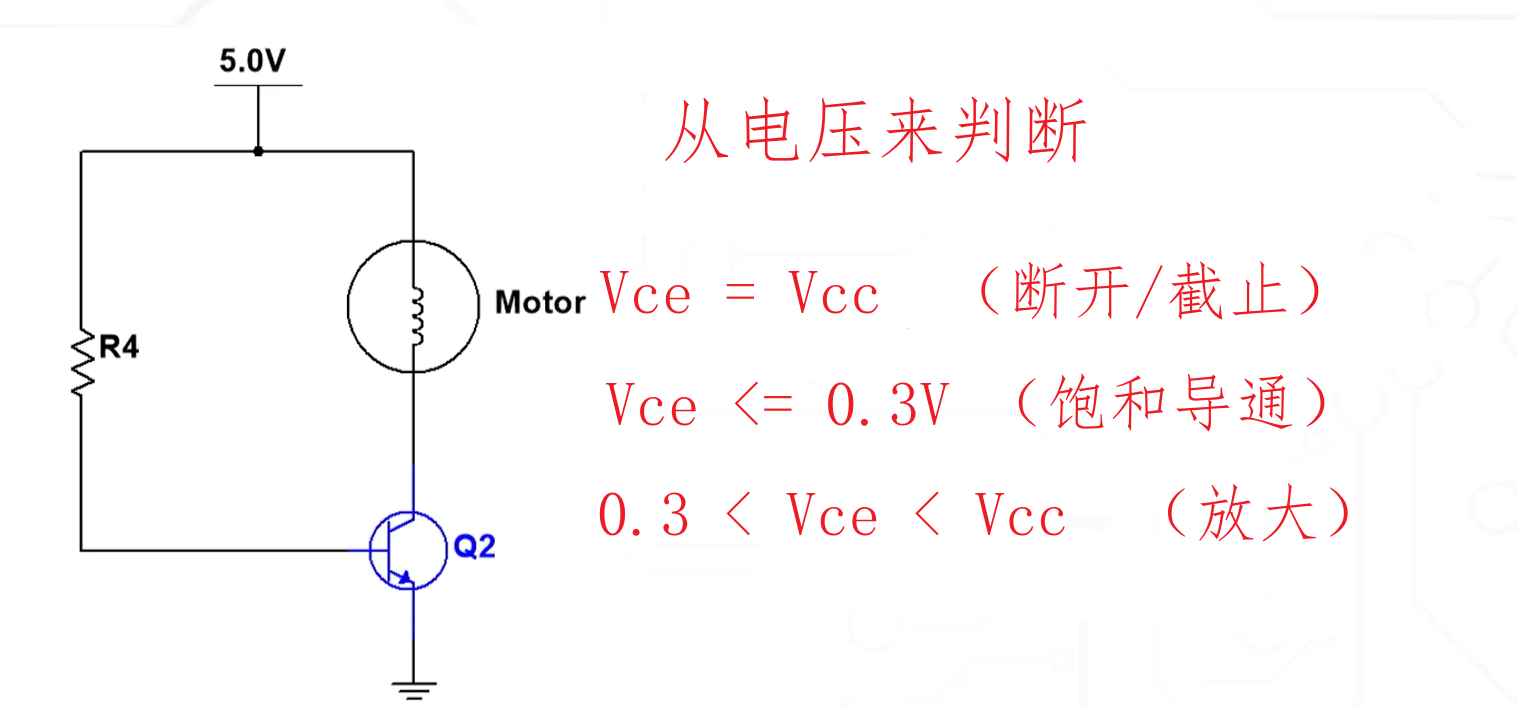 5.0V
从电压来判断
Motor
Vce = Vcc （断开/截止）
R4
Vce <= 0.3V （饱和导通）
0.3 < Vce < Vcc （放大）
Q2